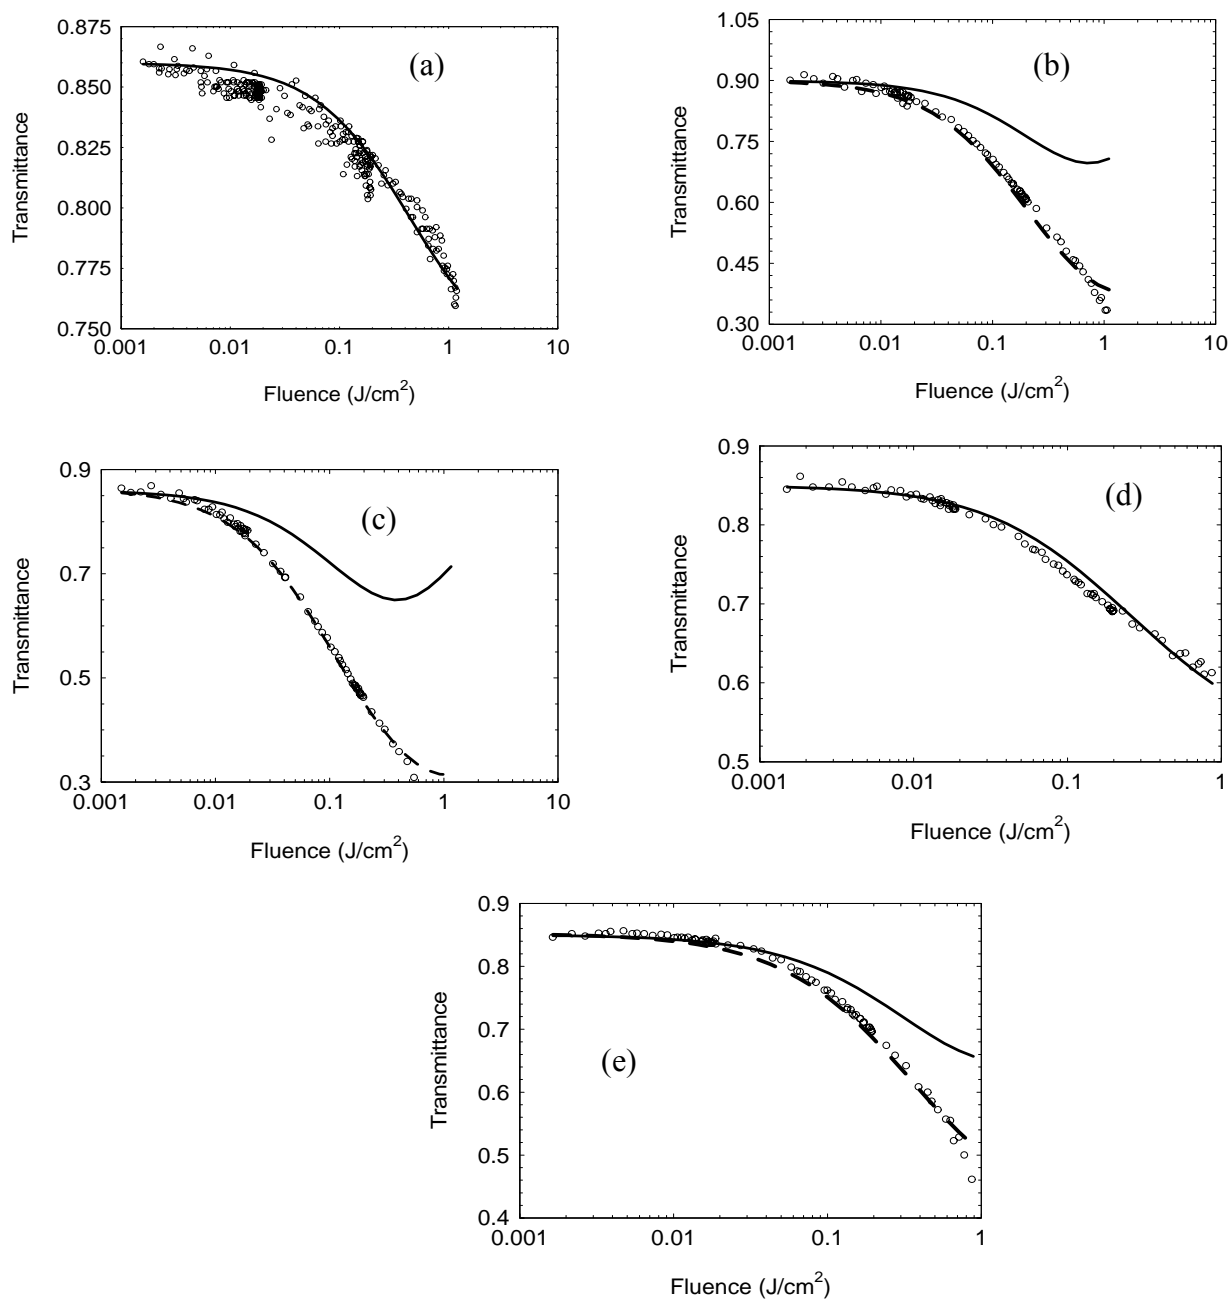 0.875
0.850
0.825
0.800
0.775
0.750
Transmittance
(a)
0.001 0.01 0.1 1 10
Fluence (J/cm2)
1.05
0.90
0.75
0.60
0.45
0.30
Transmittance
(b)
0.001 0.01 0.1 1 10
Fluence (J/cm2)
0.9
0.7
0.5
0.3
Transmittance
(c)
0.001 0.01 0.1 1 10
Fluence (J/cm2)
0.9
0.8
0.7
0.6
0.5
Transmittance
(d)
0.001 0.01 0.1 1
Fluence (J/cm2)
0.9
0.8
0.7
0.6
0.5
0.4
Transmittance
(e)
0.001 0.01 0.1 1
Fluence (J/cm2)